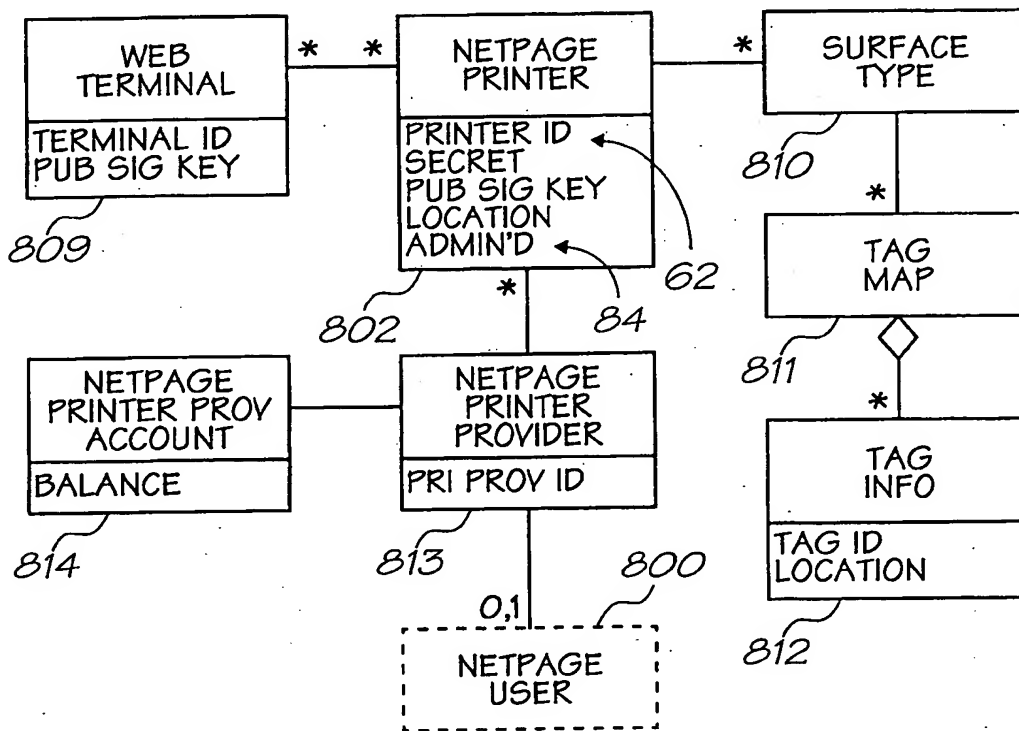 WEB
TERMINAL
TERMINAL ID
PUB SIG KEY
809
*
*
NETPAGE
PRINTER
PRINTER ID
SECRET
PUB SIG KEY
LOCATION
ADMIN'D
802
62
84
*
*
SURFACE
TYPE
810
*
TAG
MAP
811
*
TAG
INFO
TAG ID
LOCATION
812
NETPAGE
PRINTER PROV
ACCOUNT
BALANCE
814
NETPAGE
PRINTER
PROVIDER
PRI PROV ID
813
800
0,1
NETPAGE
USER